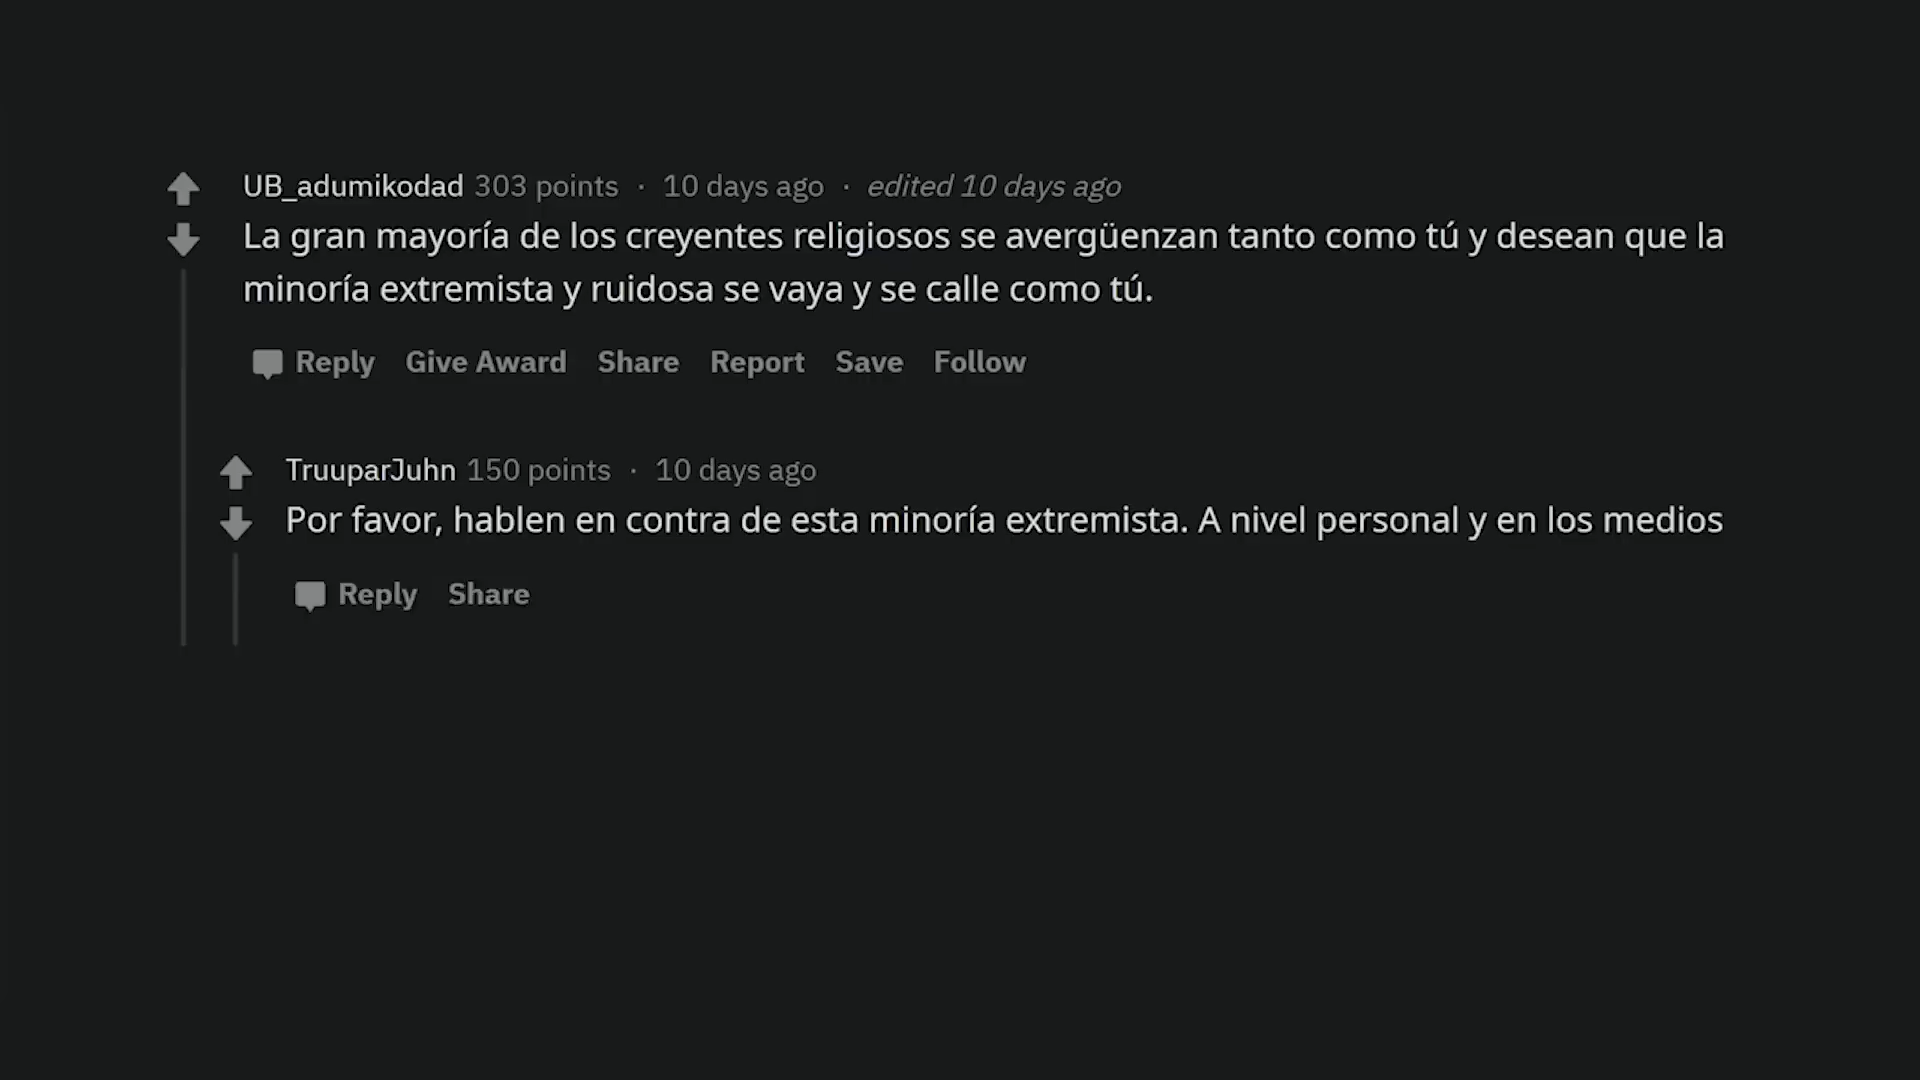 UB_adumikodad 303 points · 10 days ago · edited 10 days ago
La gran mayoría de los creyentes religiosos se avergüenzan tanto como tú y desean que la
minoría extremista y ruidosa se vaya y se calle como tú.
Reply Give Award Share Report Save Follow
TruuparJuhn 150 points · 10 days ago
Por favor, hablen en contra de esta minoría extremista. A nivel personal y en los medios
Reply Share